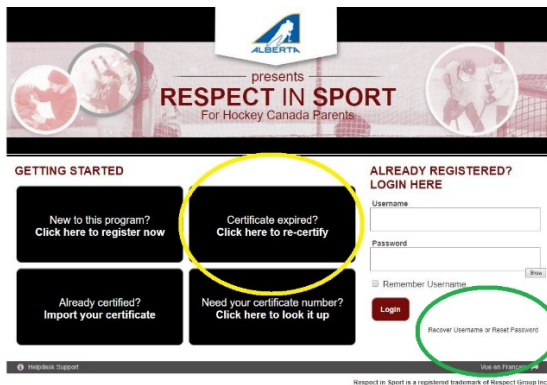 ALBERTA
presents
RESPECT IN SPORT
For Hockey Canada Parents
GETTING STARTED
New to this program?
Click here to register now
Certificate expired?
Click here to re-certify
Already certified?
Import your certificate
Need your certificate number?
Click here to look it up
ALREADY REGISTERED?
LOGIN HERE
Username
Password
Show
Remember Username
Login
Recover Username or Reset Password
Helpdesk Support
Vue en Français
Respect in Sport is a registered trademark of Respect Group Inc